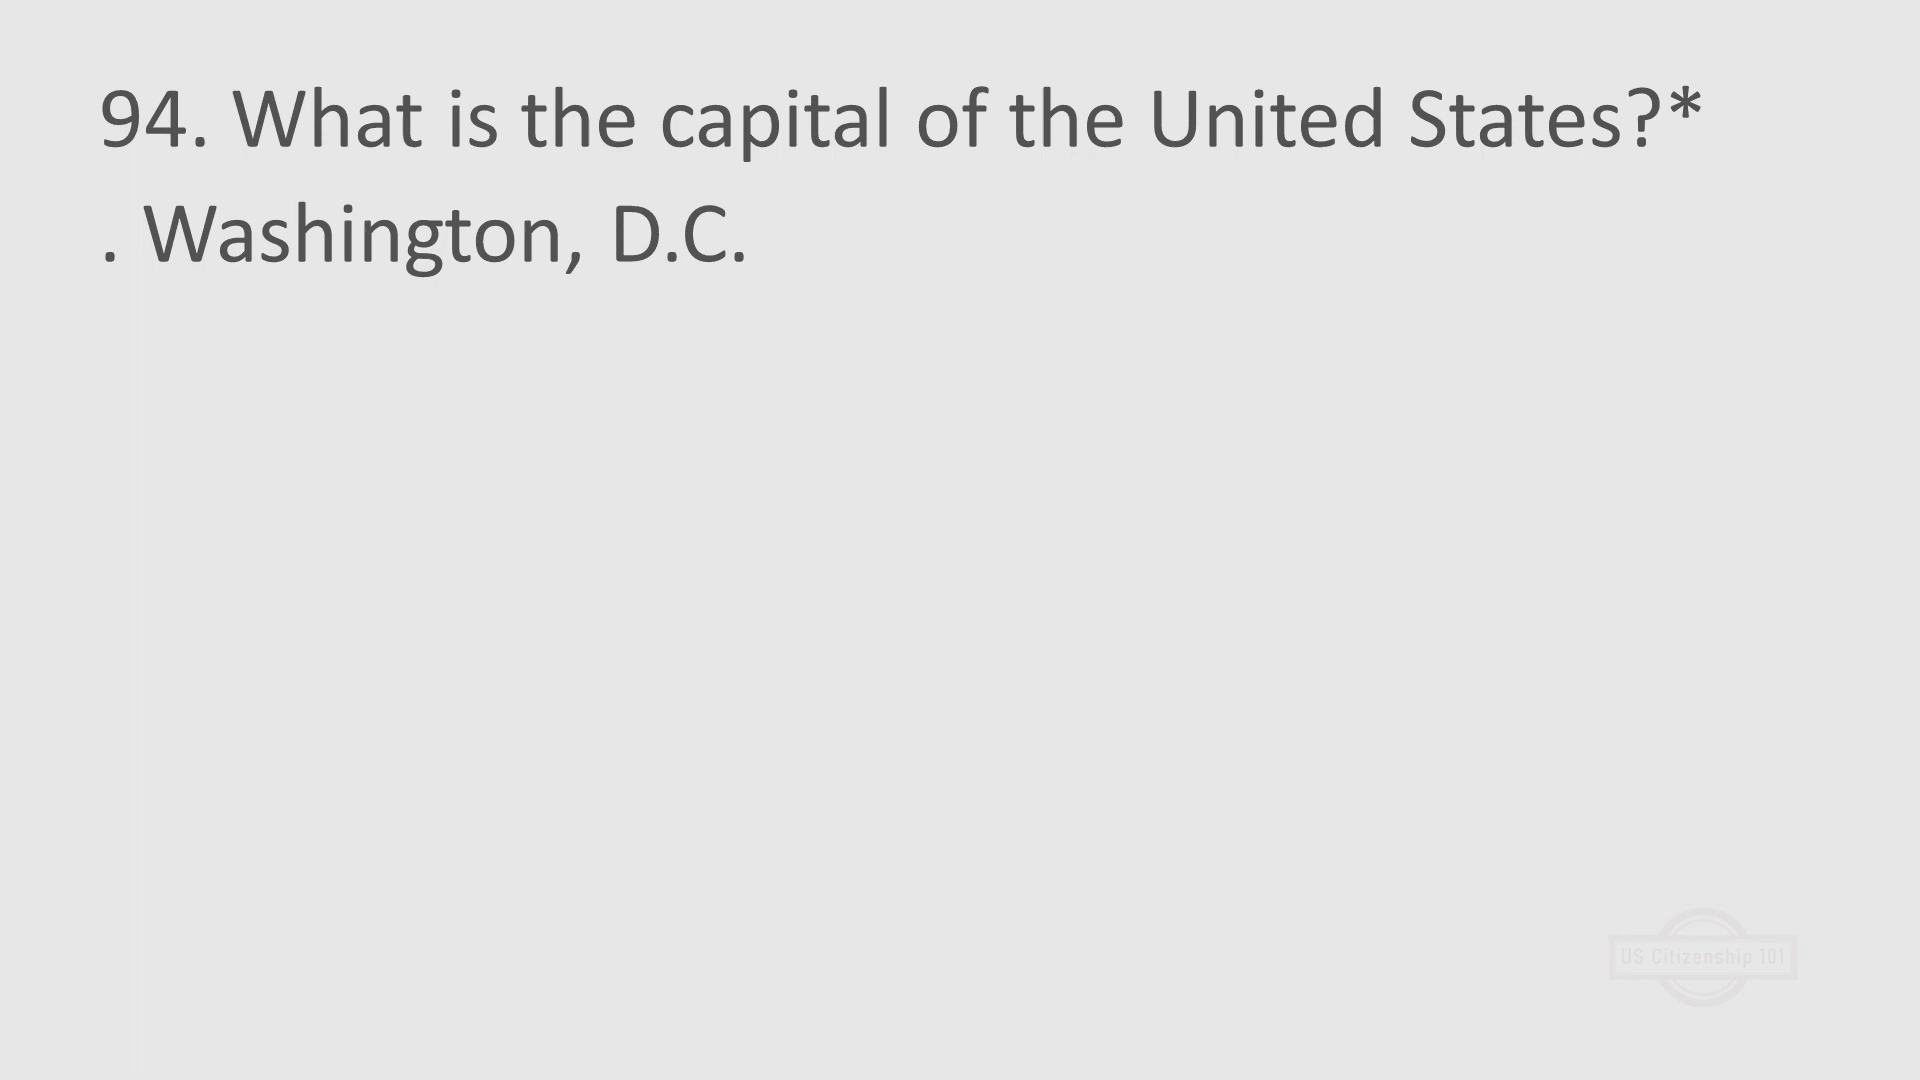 94. What is the capital of the United States?*
. Washington, D.C.
US Citizenship 101